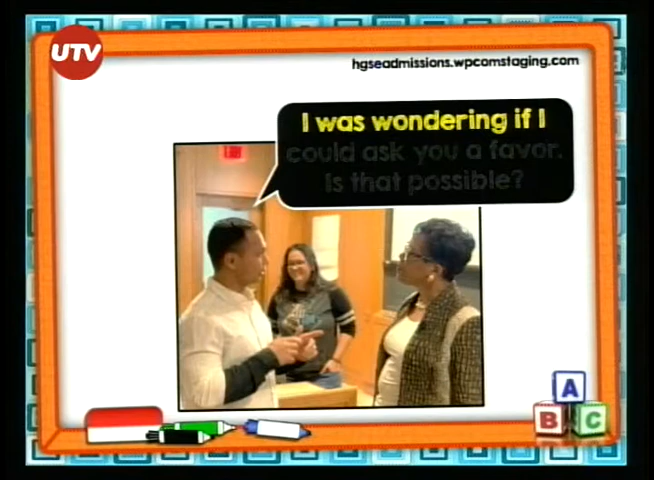 UTV
hgseadmissions.wpcomstaging.com
I was wondering if I
could ask you a favor.
Is that possible?
A
B C